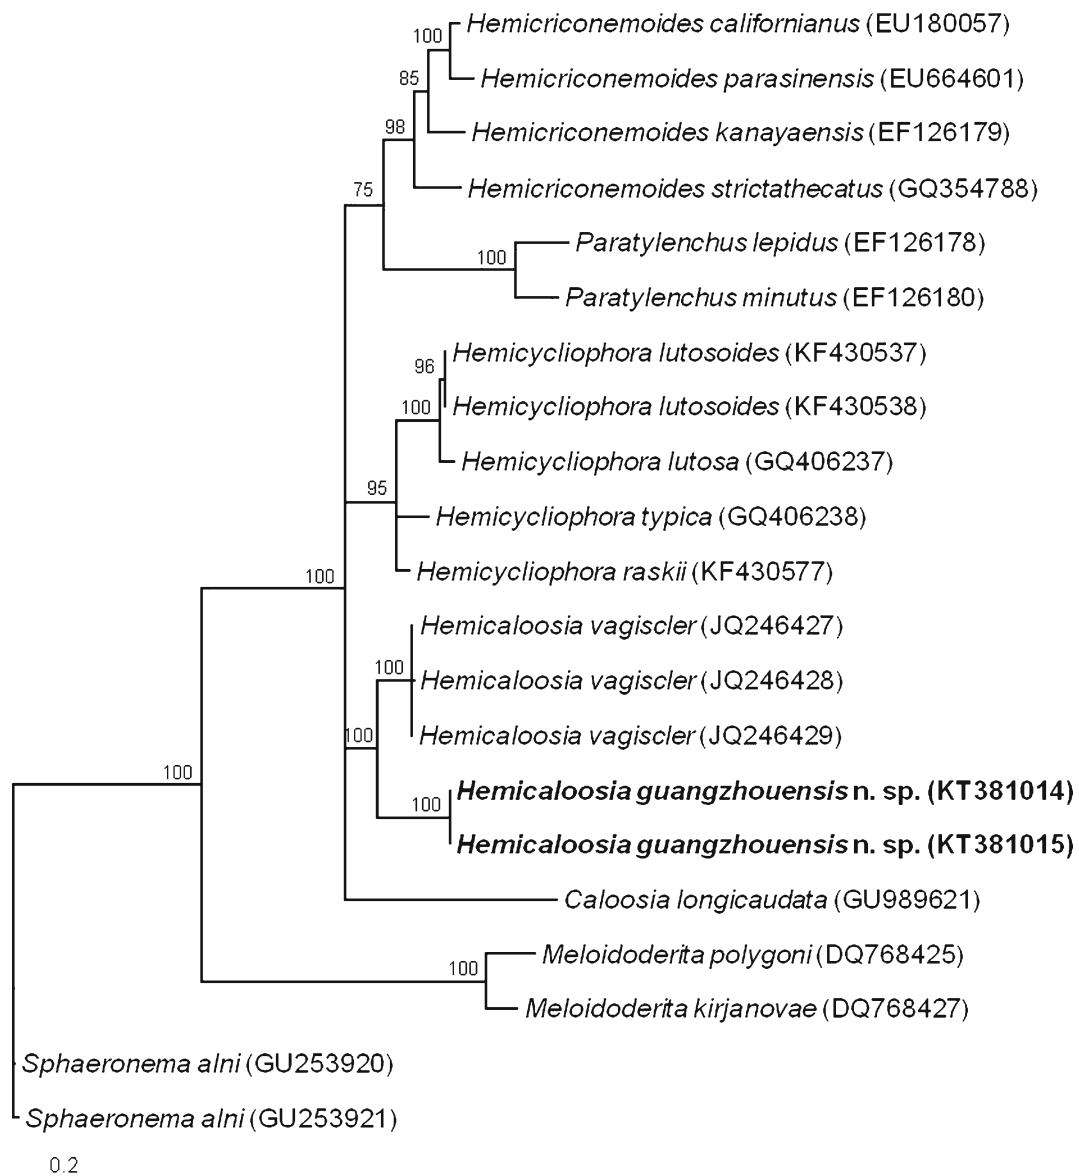 100
Hemicriconemoides californianus (EU180057)
85
Hemicriconemoides parasinensis (EU664601)
98
Hemicriconemoides kanayaensis (EF126179)
75
Hemicriconemoides strictathecatus (GQ354788)
Paratylenchus lepidus (EF126178)
100
Paratylenchus minutus (EF126180)
Hemicycliophora lutosoides (KF430537)
96
100
Hemicycliophora lutosoides (KF430538)
Hemicycliophora lutosa (GQ406237)
95
Hemicycliophora typica (GQ406238)
100
Hemicycliophora raskii (KF430577)
Hemicaloosia vagiscler (JQ246427)
100
Hemicaloosia vagiscler (JQ246428)
100
Hemicaloosia vagiscler (JQ246429)
100
Hemicaloosia guangzhouensis n. sp. (KT381014)
100
Hemicaloosia guangzhouensis n. sp. (KT381015)
Caloosia longicaudata (GU989621)
Meloidoderita polygoni (DQ768425)
100
Meloidoderita kirjanovae (DQ768427)
Sphaeronema alni (GU253920)
Sphaeronema alni (GU253921)
0.2